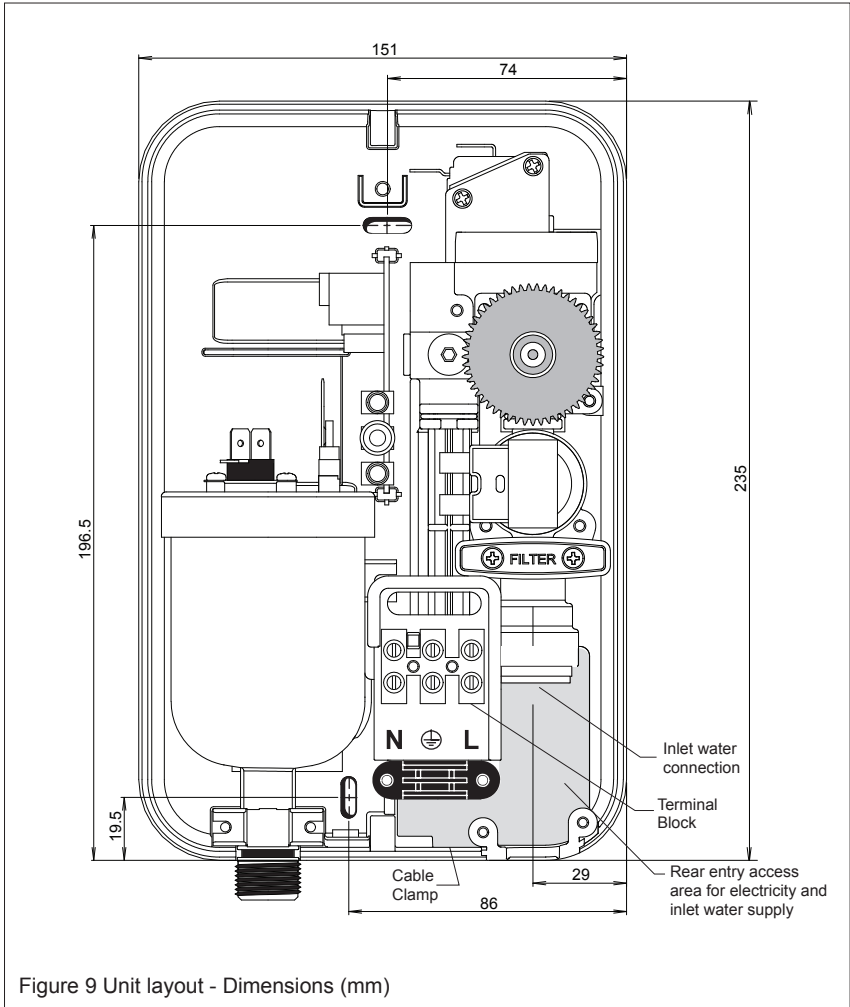 151
74
196.5
235
FILTER
N L
19.5
Inlet water
connection
Terminal
Block
Rear entry access
area for electricity and
inlet water supply
Cable
Clamp
29
86
Figure 9 Unit layout - Dimensions (mm)